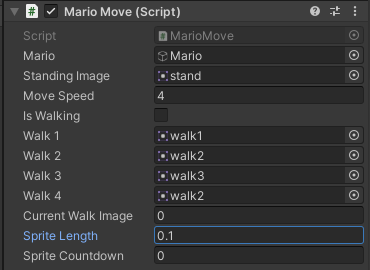 Mario Move (Script)
Script MarioMove
Mario Mario
Standing Image stand
Move Speed 4
Is Walking
Walk 1 walk1
Walk 2 walk2
Walk 3 walk3
Walk 4 walk2
Current Walk Image 0
Sprite Length 0.1
Sprite Countdown 0